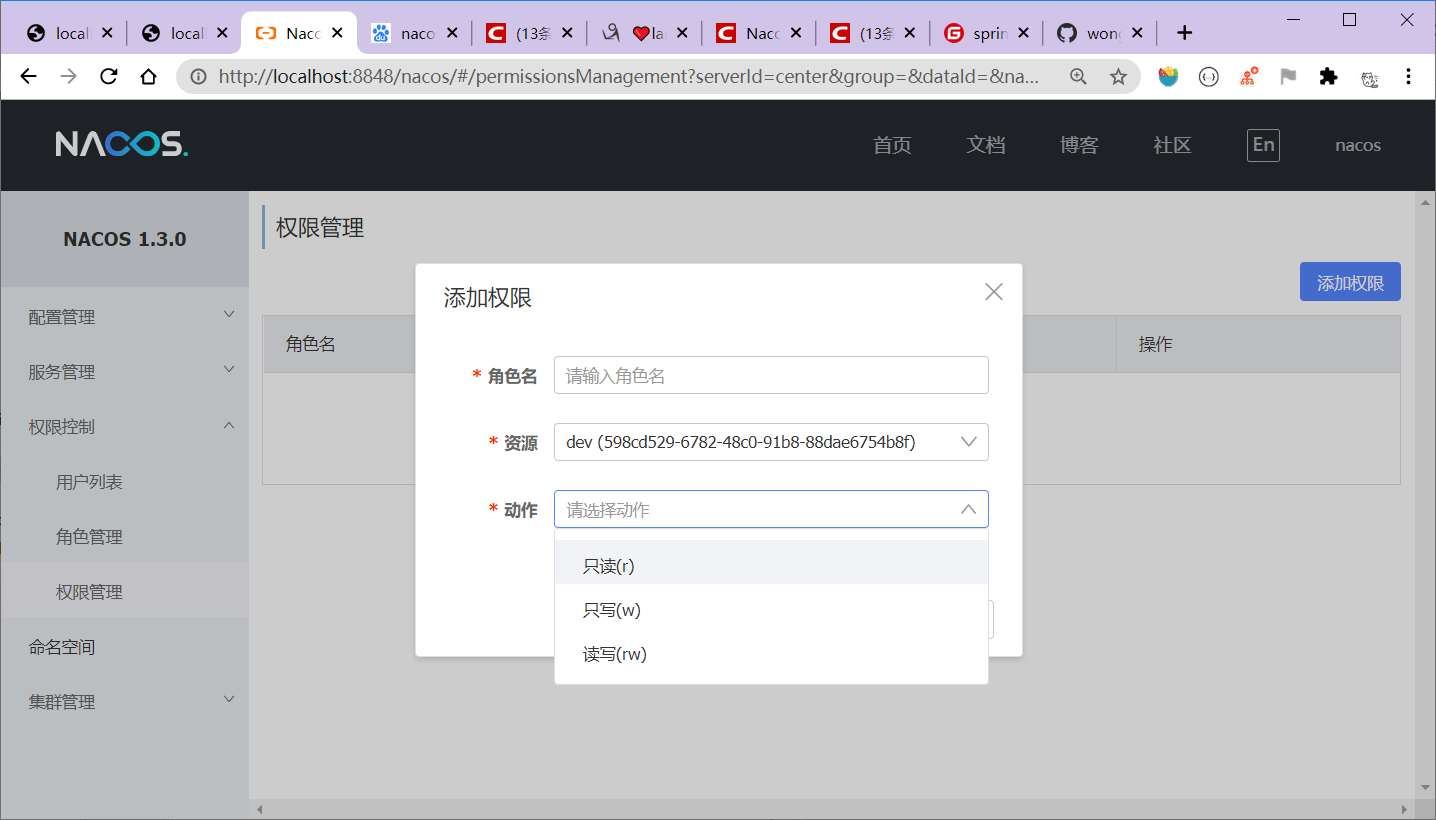 locall
locall
Naco
naco
(13条
❤️la
Naco
(13条
sprin
wong
http://localhost:8848/nacos/#/permissionsManagement?serverId=center&group=&dataId=&na...
NACOS.
首页
文档
博客
社区
En
nacos
NACOS 1.3.0
配置管理
服务管理
权限控制
用户列表
角色管理
权限管理
命名空间
集群管理
权限管理
添加权限
角色名
操作
添加权限
* 角色名
请输入角色名
* 资源
dev (598cd529-6782-48c0-91b8-88dae6754b8f)
* 动作
请选择动作
只读(r)
只写(w)
读写(rw)